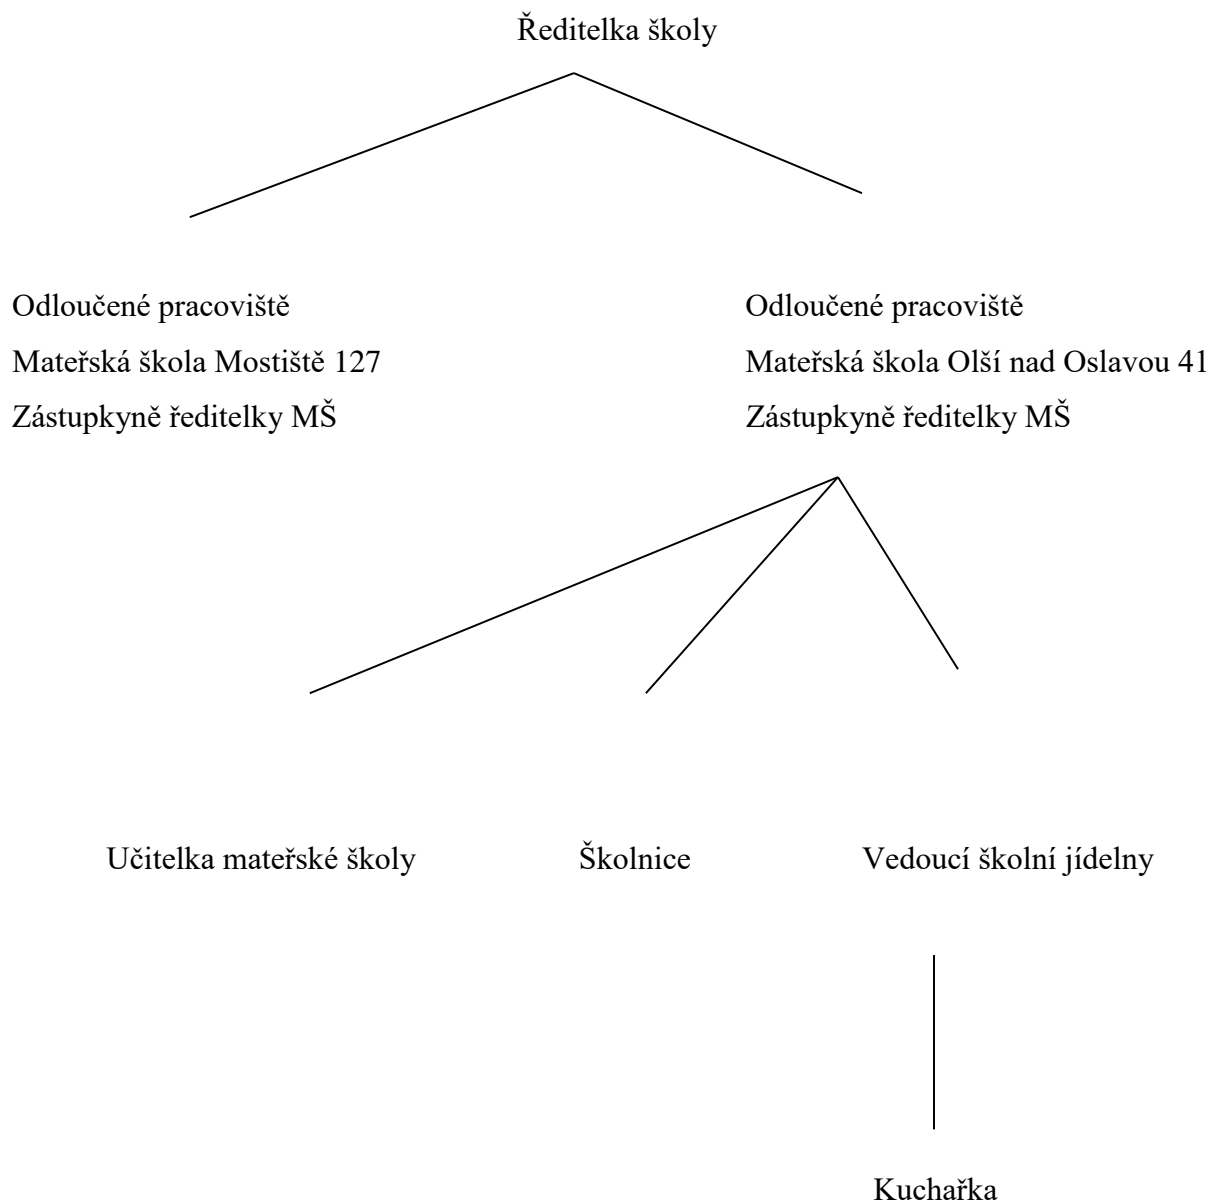 Ředitelka školy
Odloučené pracoviště
Mateřská škola Mostiště 127
Zástupkyně ředitelky MŠ
Odloučené pracoviště
Mateřská škola Olší nad Oslavou 41
Zástupkyně ředitelky MŠ
Učitelka mateřské školy
Školnice
Vedoucí školní jídelny
Kuchařka